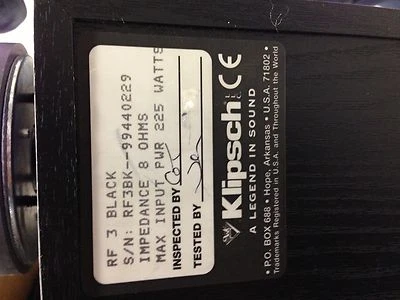 RF 3 BLACK
S/N: RF3BK--99440229
IMPEDANCE 8 OHMS
MAX INPUT PWR 225 WATTS
INSPECTED BY
TESTED BY
Klipsch CE
A LEGEND IN SOUND
• P.O. BOX 688 • Hope, Arkansas • U.S.A. 71802 •
Trademarks Registered in U.S.A. and Throughout the World